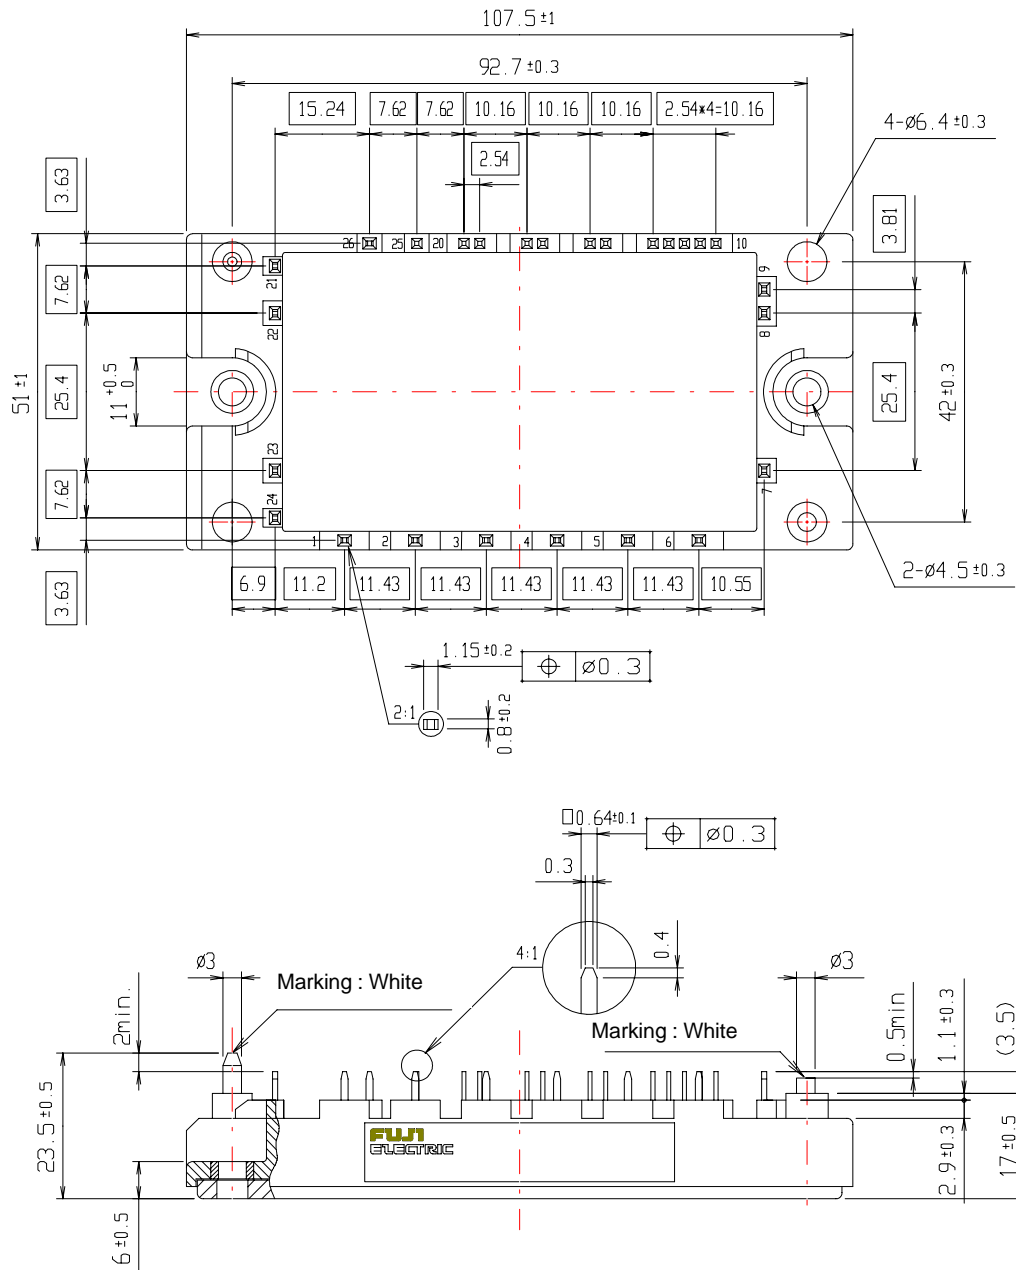 107.5 ±1
92.7 ±0.3
15.24 7.62 7.62 10.16 10.16 10.16 2.54*4=10.16
4-ø6.4 ±0.3
2.54
3.63
3.81
26 25 20 10
21 9
7.62
22 8
51 ±1
25.4
11 +0.5 0
25.4
42 ±0.3
23
7.62
24 7
1 2 3 4 5 6
3.63
6.9 11.2 11.43 11.43 11.43 11.43 11.43 10.55
2-ø4.5 ±0.3
1.15 ±0.2
⌖ ø0.3
2:1
0.8 ±0.2
□0.64 ±0.1
⌖ ø0.3
0.3
0.4
4:1
ø3
Marking : White
2min.
ø3
Marking : White
0.5min
1.1 ±0.3
(3.5)
23.5 ±0.5
FUJI
ELECTRIC
2.9 ±0.3
17 ±0.5
6 ±0.5